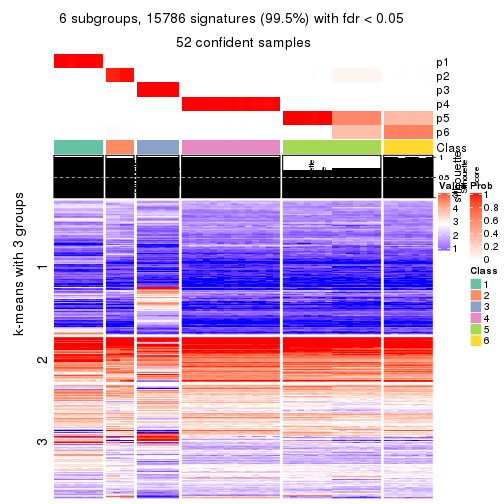 6 subgroups, 15786 signatures (99.5%) with fdr < 0.05
52 confident samples
p1
p2
p3
p4
p5
p6
Class
1
0.5
silhouette
score
k-means with 3 groups
1
2
3
Value
4
3
2
1
Prob
1
0.8
0.6
0.4
0.2
0
Class
1
2
3
4
5
6